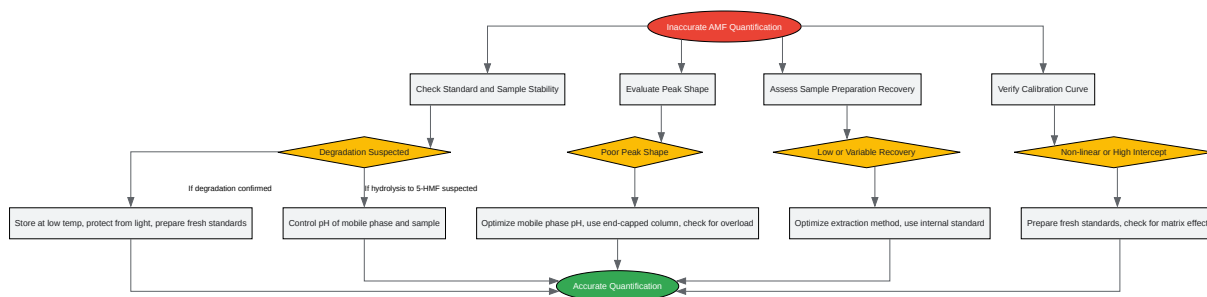 Inaccurate AMF Quantification
Check Standard and Sample Stability
Evaluate Peak Shape
Assess Sample Preparation Recovery
Verify Calibration Curve
Degradation Suspected
Poor Peak Shape
Low or Variable Recovery
Non-linear or High Intercept
If degradation confirmed
If hydrolysis to 5-HMF suspected
Store at low temp, protect from light, prepare fresh standards
Control pH of mobile phase and sample
Optimize mobile phase pH, use end-capped column, check for overload
Optimize extraction method, use internal standard
Prepare fresh standards, check for matrix effect
Accurate Quantification